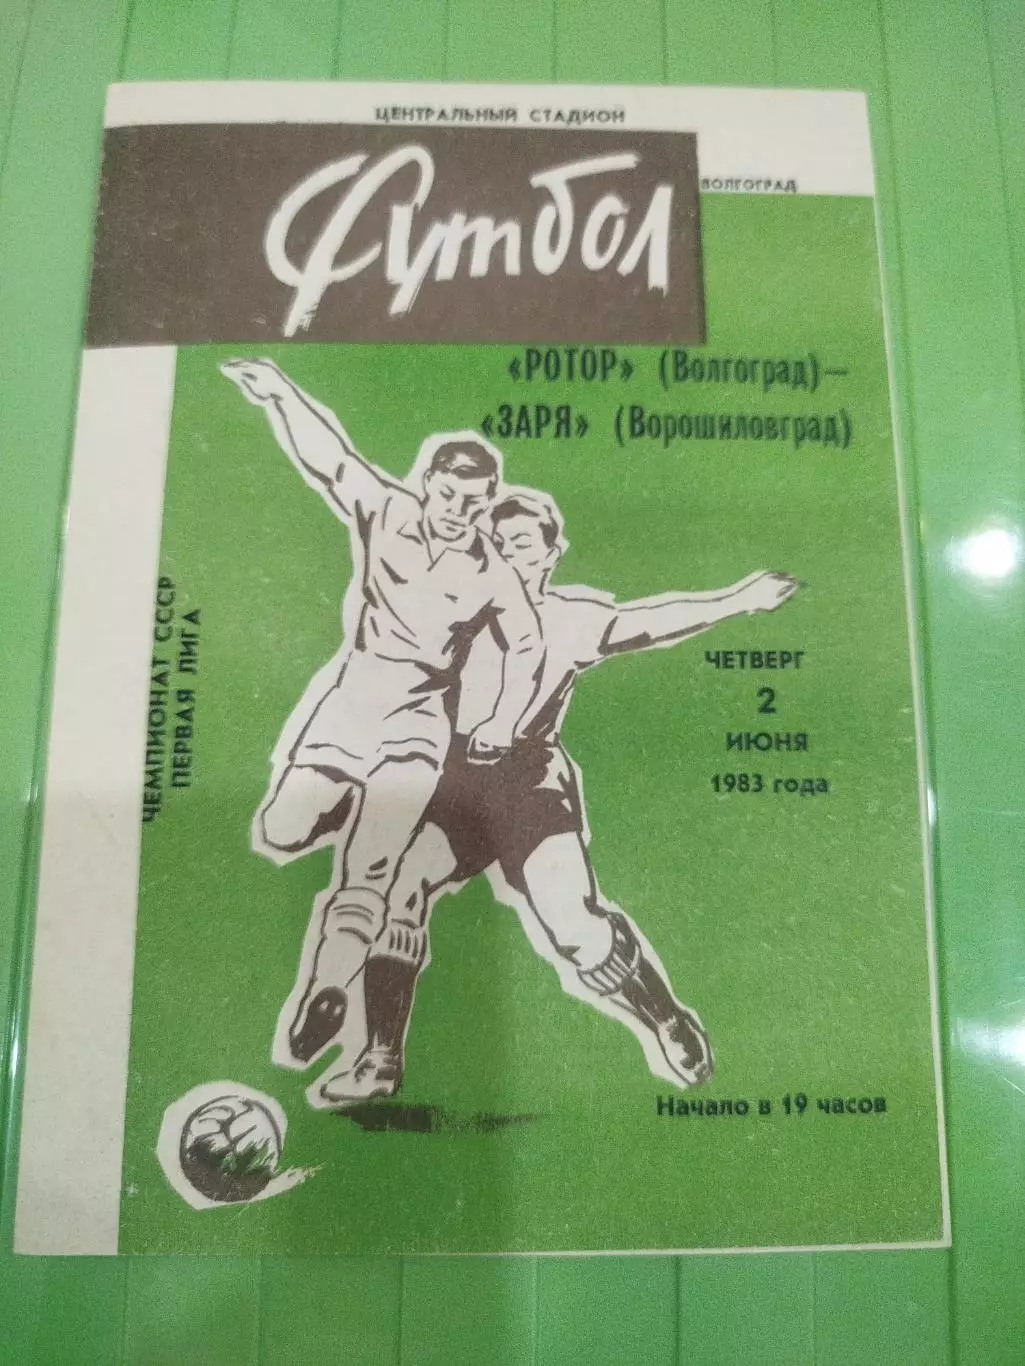 ЦЕНТРАЛЬНЫЙ СТАДИОН
ВОЛГОГРАД
Футбол
«РОТОР» (Волгоград)—
«ЗАРЯ» (Ворошиловград)
ЧЕМПИОНАТ СССР
ПЕРВАЯ ЛИГА
ЧЕТВЕРГ
2
ИЮНЯ
1983 года
Начало в 19 часов